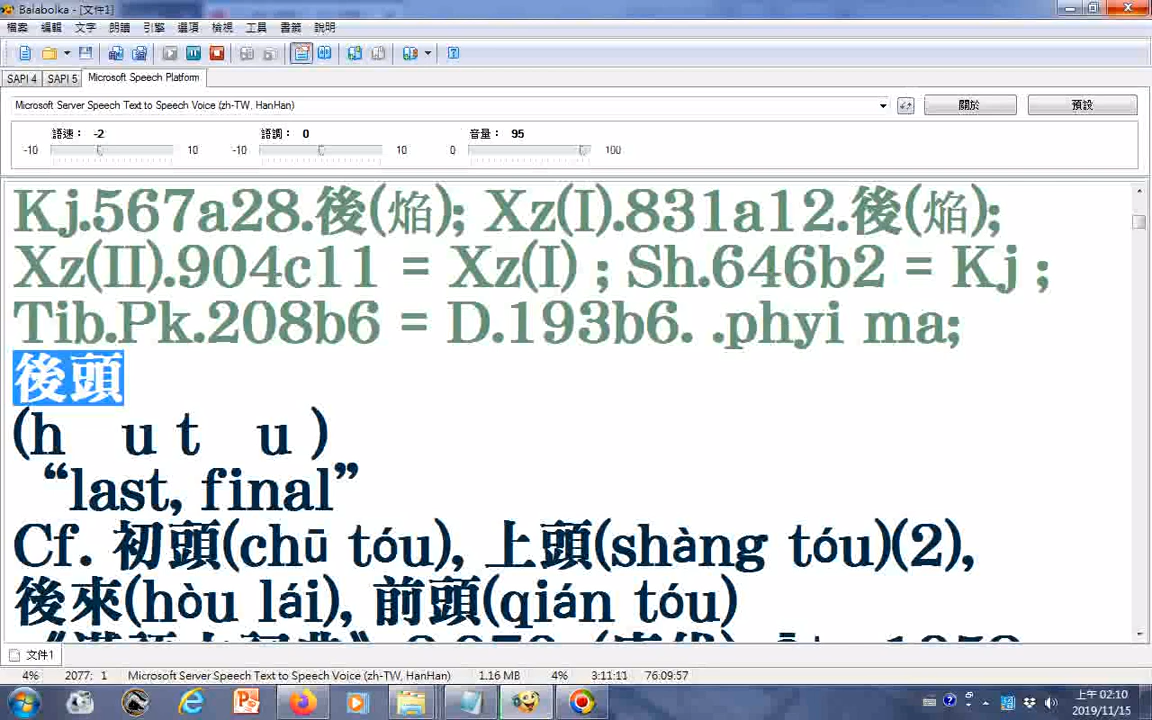 Balabolka - [文件1]
檔案 編輯 文字 朗讀 引擎 選項 檢視 工具 書籤 說明
SAPI 4 SAPI 5 Microsoft Speech Platform
Microsoft Server Speech Text to Speech Voice (zh-TW, HanHan) 關於 預設
語速： -2 語調： 0 音量： 95
-10 10 -10 10 0 100
Kj.567a28.後(焰); Xz(I).831a12.後(焰);
Xz(II).904c11 = Xz(I) ; Sh.646b2 = Kj ;
Tib.Pk.208b6 = D.193b6. .phyi ma;
後頭
(h u t u )
“last, final”
Cf. 初頭(chū tóu), 上頭(shàng tóu)(2),
後來(hòu lái), 前頭(qián tóu)
文件1
4% 2077: 1 Microsoft Server Speech Text to Speech Voice (zh-TW, HanHan) 1.16 MB 4% 3:11:11 76:09:57
上午 02:10
2019/11/15